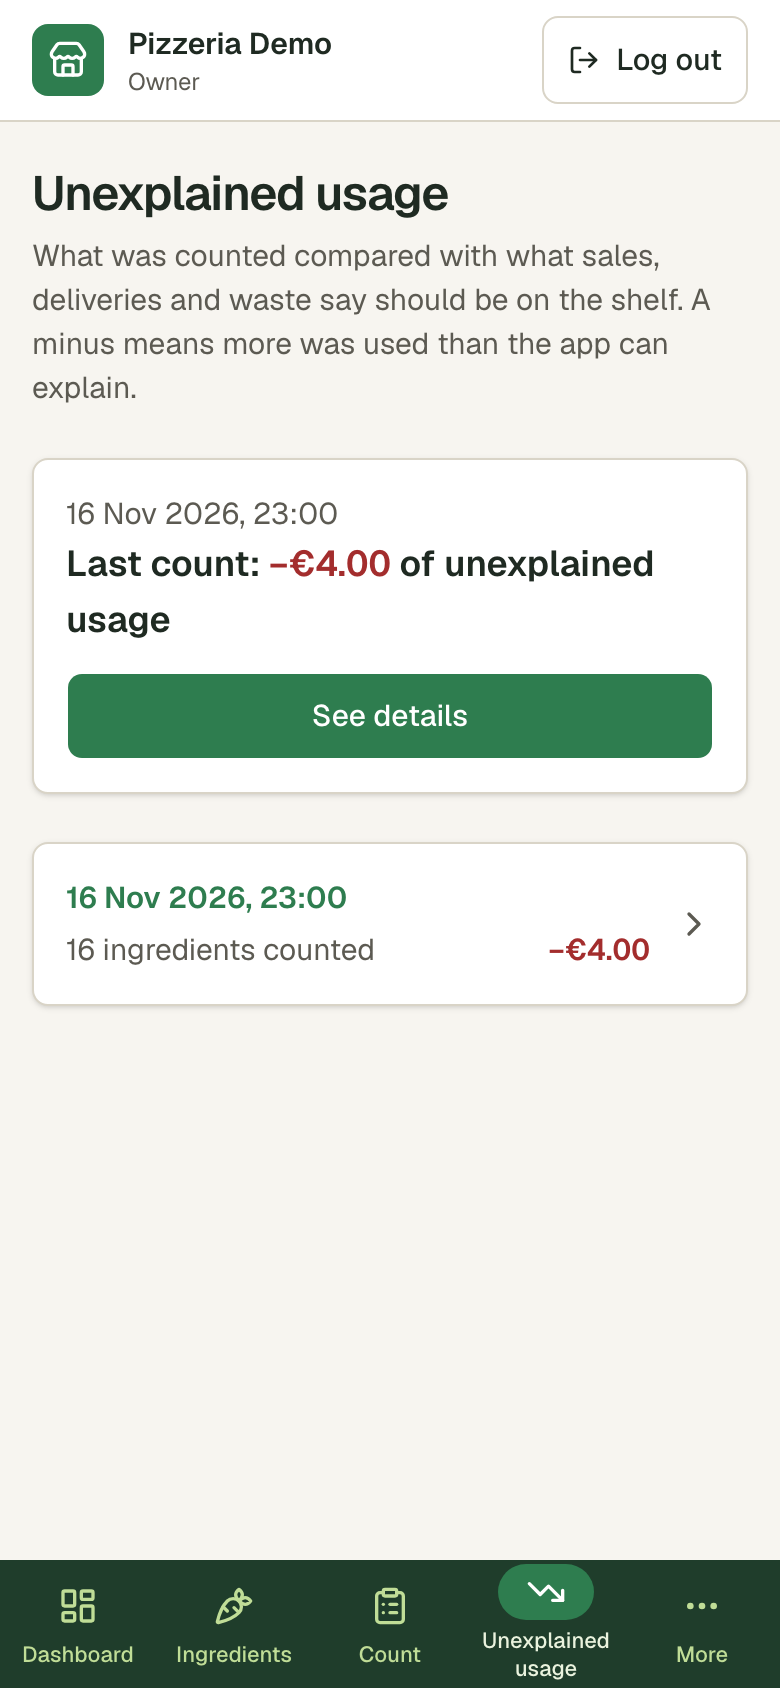 Pizzeria Demo
Owner
Log out
Unexplained usage
What was counted compared with what sales,
deliveries and waste say should be on the shelf. A
minus means more was used than the app can
explain.
16 Nov 2026, 23:00
Last count: −€4.00 of unexplained
usage
See details
16 Nov 2026, 23:00
16 ingredients counted
−€4.00
Dashboard
Ingredients
Count
Unexplained
usage
More